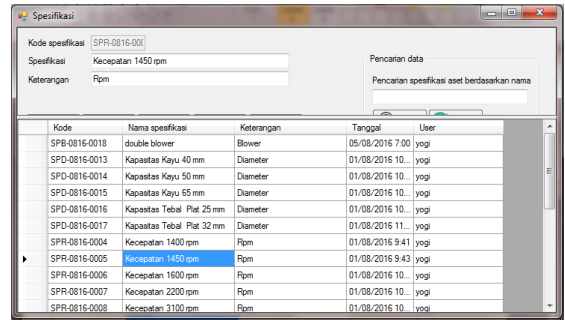 Spesifikasi
Kode spesifikasi SPR-0816-00
Spesifikasi Kecepatan 1450 rpm
Keterangan Rpm
Pencarian data
Pencarian spesifikasi aset berdasarkan nama
Kode Nama spesifikasi Keterangan Tanggal User
SPB-0816-0018 double blower Blower 05/08/2016 7:00 yogi
SPD-0816-0013 Kapasitas Kayu 40 mm Diameter 01/08/2016 10... yogi
SPD-0816-0014 Kapasitas Kayu 50 mm Diameter 01/08/2016 10... yogi
SPD-0816-0015 Kapasitas Kayu 65 mm Diameter 01/08/2016 10... yogi
SPD-0816-0016 Kapasitas Tebal Plat 25 mm Diameter 01/08/2016 10... yogi
SPD-0816-0017 Kapasitas Tebal Plat 32 mm Diameter 01/08/2016 11... yogi
SPR-0816-0004 Kecepatan 1400 rpm Rpm 01/08/2016 9:41 yogi
SPR-0816-0005 Kecepatan 1450 rpm Rpm 01/08/2016 9:43 yogi
SPR-0816-0006 Kecepatan 1600 rpm Rpm 01/08/2016 10... yogi
SPR-0816-0007 Kecepatan 2200 rpm Rpm 01/08/2016 10... yogi
SPR-0816-0008 Kecepatan 3100 rpm Rpm 01/08/2016 10... yogi